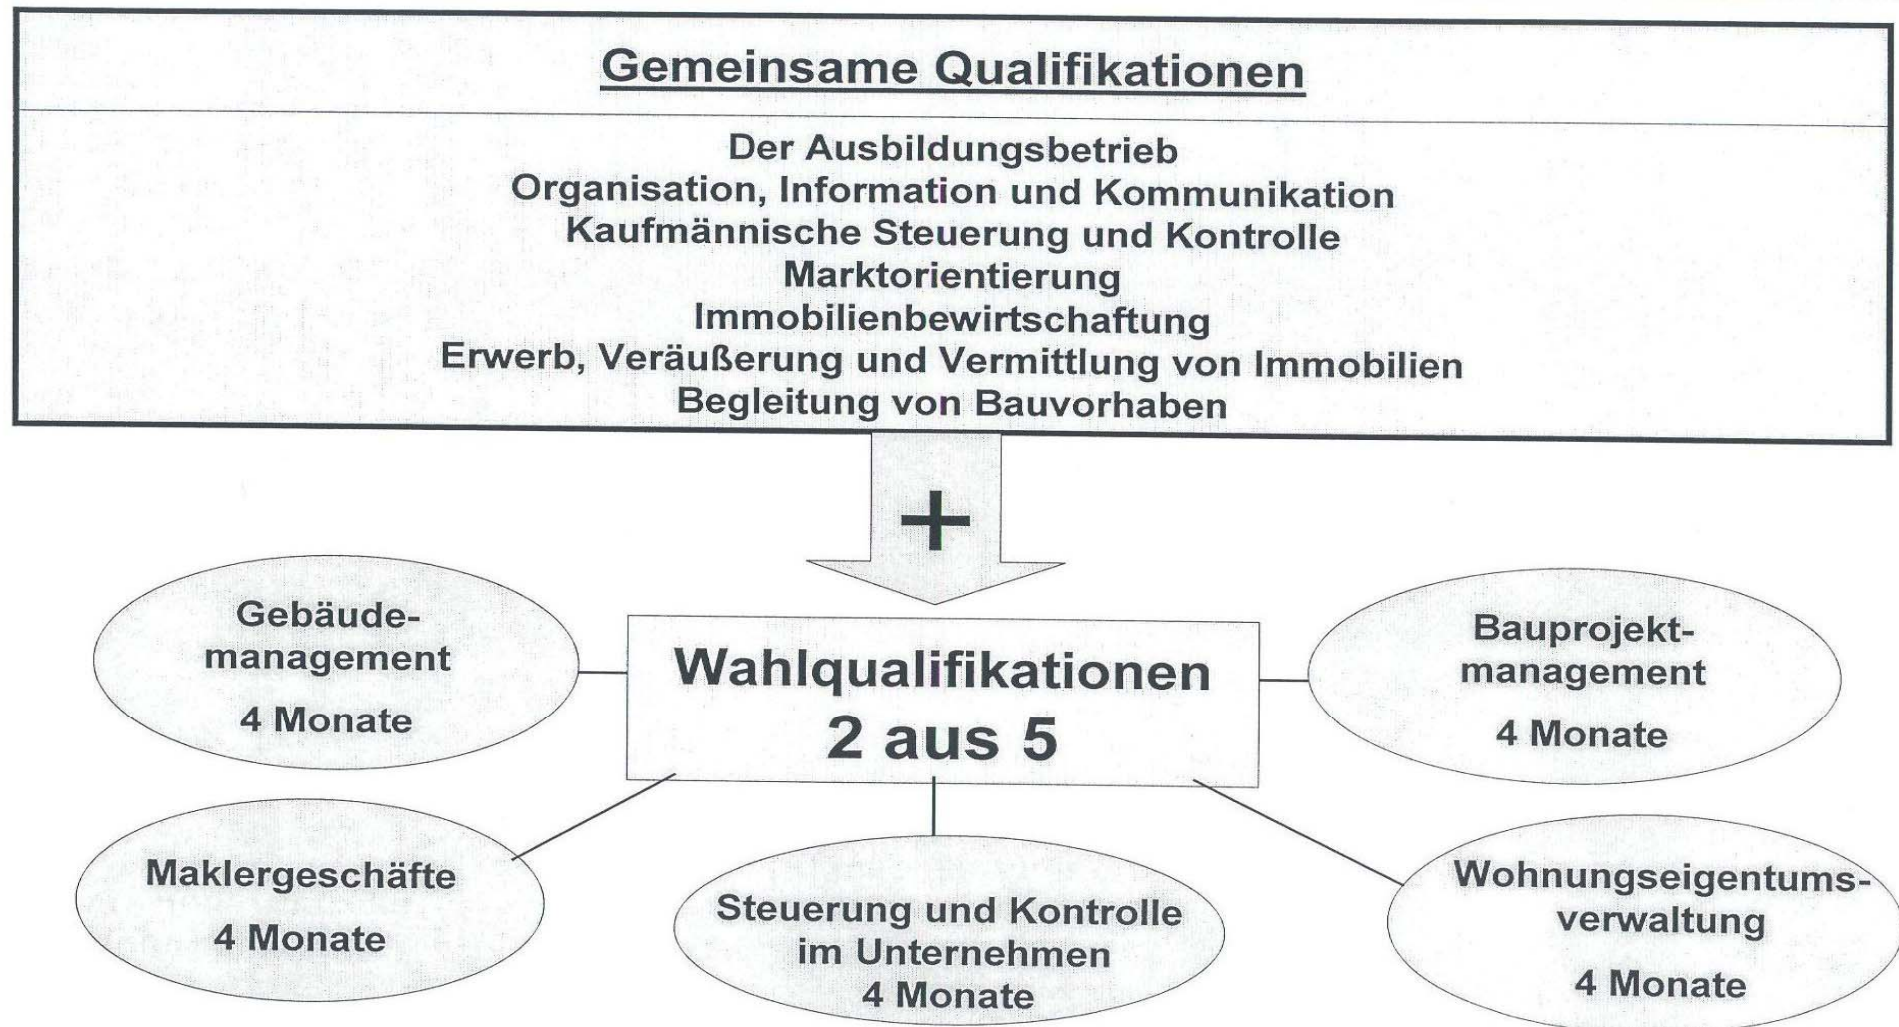 Gemeinsame Qualifikationen
Der Ausbildungsbetrieb
Organisation, Information und Kommunikation
Kaufmännische Steuerung und Kontrolle
Marktorientierung
Immobilienbewirtschaftung
Erwerb, Veräußerung und Vermittlung von Immobilien
Begleitung von Bauvorhaben
+
Gebäude-
management
4 Monate
Wahlqualifikationen
2 aus 5
Bauprojekt-
management
4 Monate
Maklergeschäfte
4 Monate
Steuerung und Kontrolle
im Unternehmen
4 Monate
Wohnungseigentums-
verwaltung
4 Monate